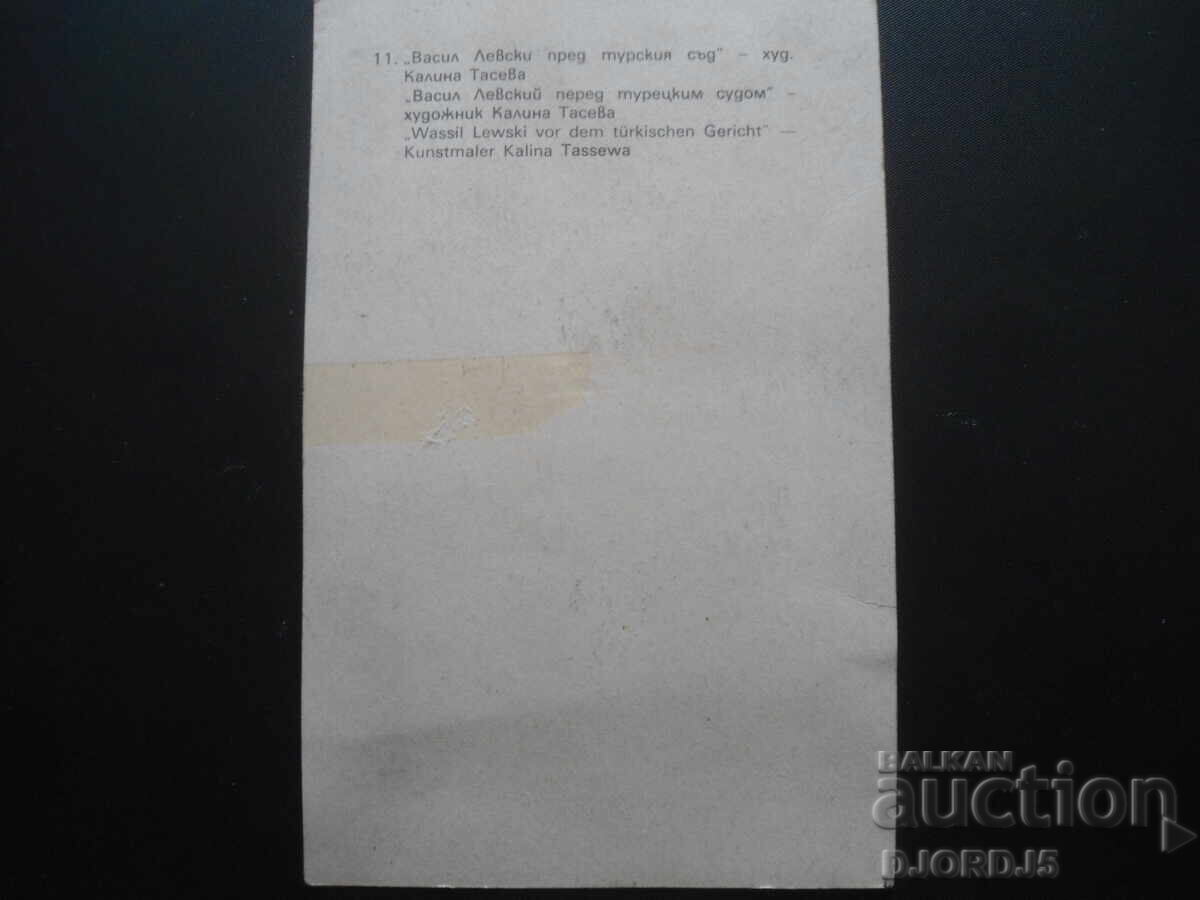 11. „Васил Левски пред турския съд" – худ.
Калина Тасева
„Васил Левский перед турецким судом" –
художник Калина Тасева
„Wassil Lewski vor dem türkischen Gericht" —
Kunstmaler Kalina Tassewa
BALKAN
auction
DJORDJ5